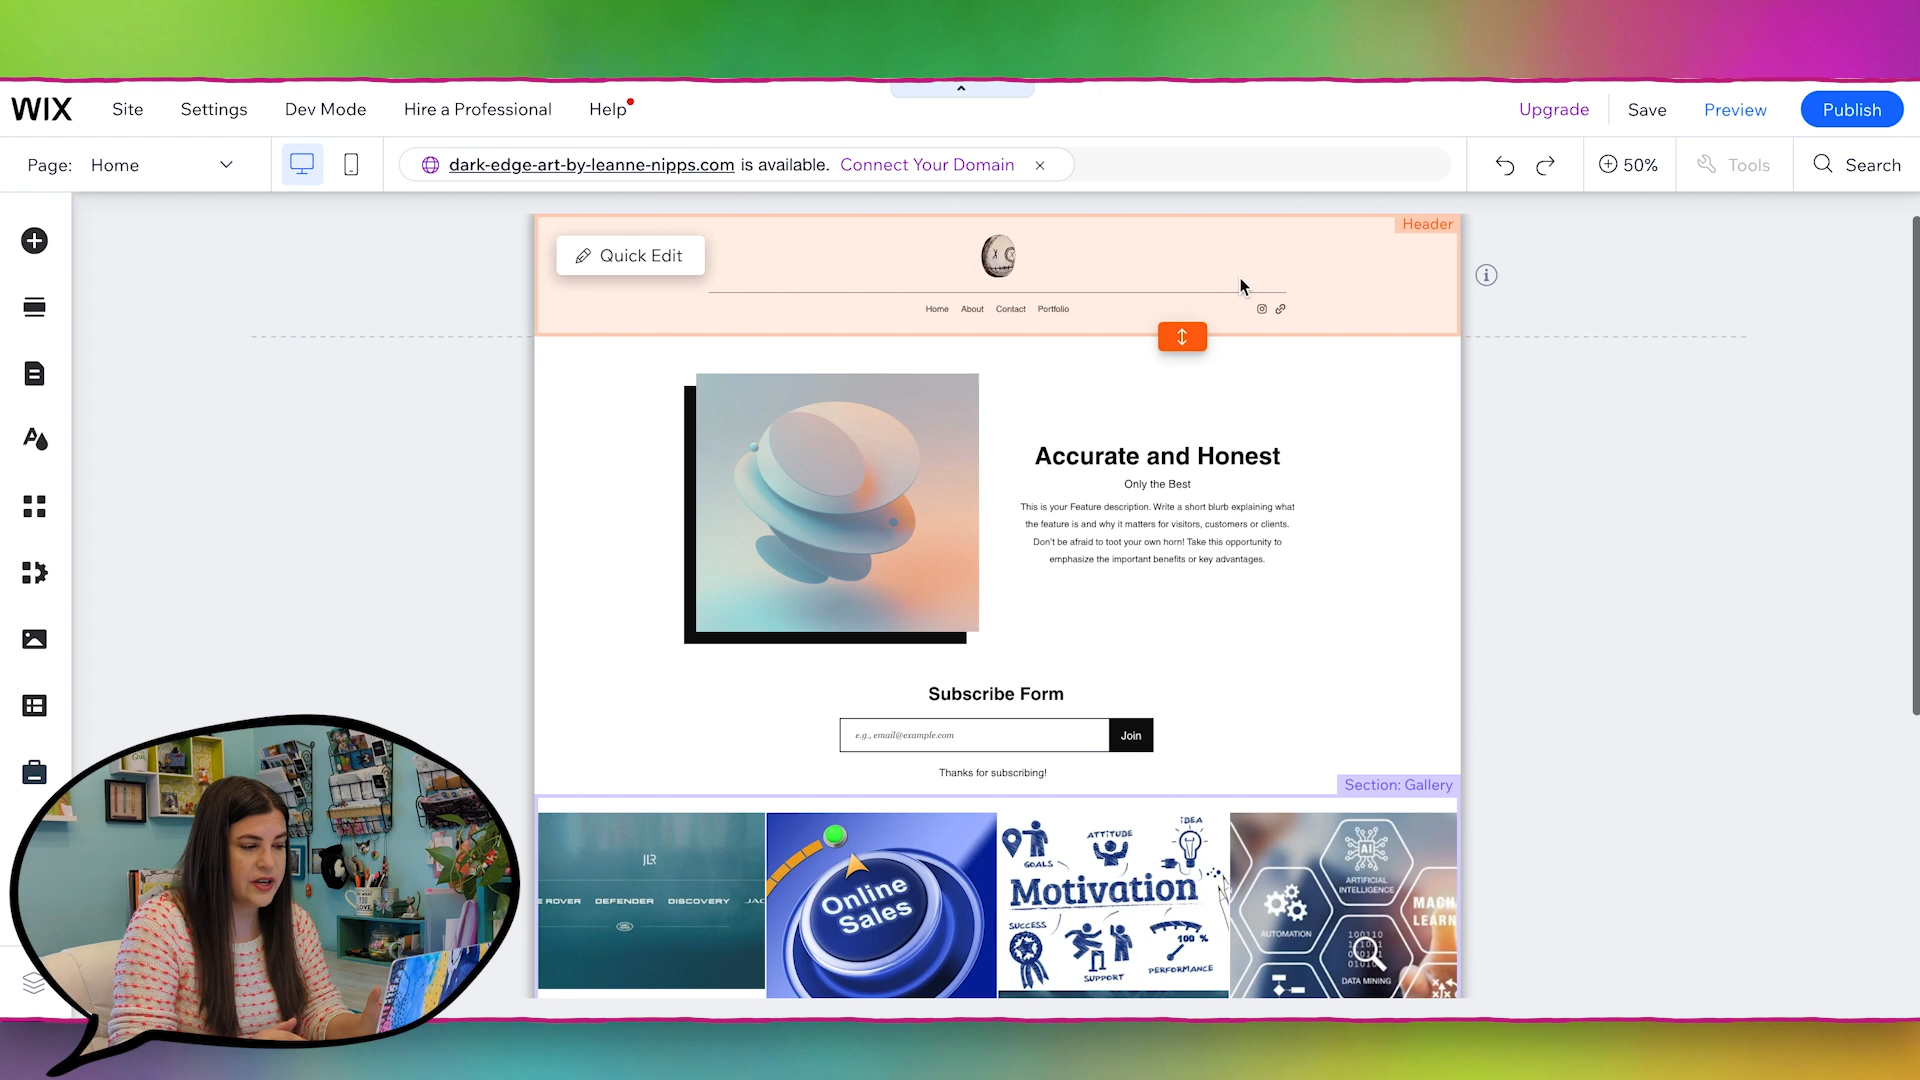 WIX
Site
Settings
Dev Mode
Hire a Professional
Help
Upgrade
Save
Preview
Publish
Page:
Home
dark-edge-art-by-leanne-nipps.com is available. Connect Your Domain
50%
Tools
Search
Header
Quick Edit
Home
About
Contact
Portfolio
Accurate and Honest
Only the Best
This is your Feature description. Write a short blurb explaining what
the feature is and why it matters for visitors, customers or clients.
Don't be afraid to toot your own horn! Take this opportunity to
emphasize the important benefits or key advantages.
Subscribe Form
e.g., email@example.com
Join
Thanks for subscribing!
Section: Gallery
JLR
E ROVER
DEFENDER
DISCOVERY
JAG
Online
Sales
GOALS
ATTITUDE
IDEA
Motivation
SUCCESS
SUPPORT
100 %
PERFORMANCE
AI
ARTIFICIAL
INTELLIGENCE
AUTOMATION
MACH
LEARN
DATA MINING